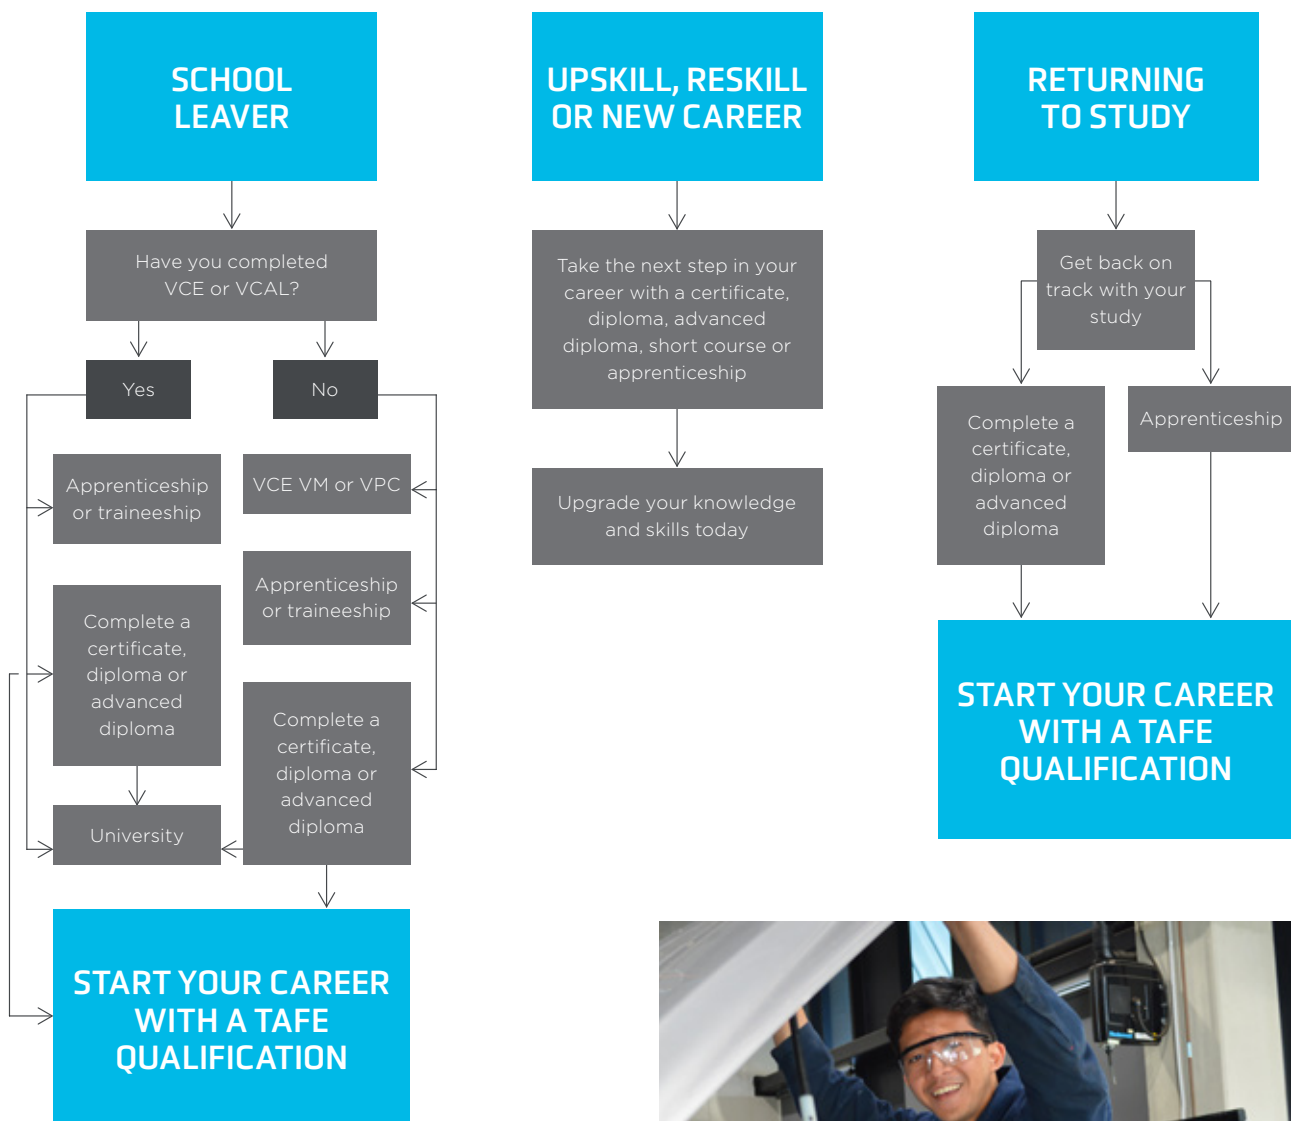 SCHOOL
LEAVER
Have you completed
VCE or VCAL?
Yes
No
Apprenticeship
or traineeship
Complete a
certificate,
diploma or
advanced
diploma
University
VCE VM or VPC
Apprenticeship
or traineeship
Complete a
certificate,
diploma or
advanced
diploma
START YOUR CAREER
WITH A TAFE
QUALIFICATION
UPSKILL, RESKILL
OR NEW CAREER
Take the next step in your
career with a certificate,
diploma, advanced
diploma, short course or
apprenticeship
Upgrade your knowledge
and skills today
RETURNING
TO STUDY
Get back on
track with your
study
Complete a
certificate,
diploma or
advanced
diploma
Apprenticeship
START YOUR CAREER
WITH A TAFE
QUALIFICATION